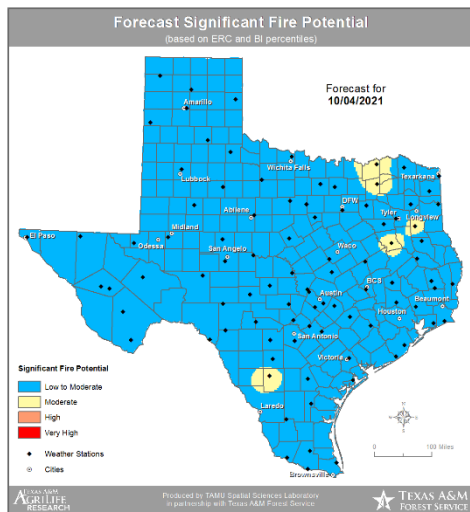 Forecast Significant Fire Potential
(based on ERC and BI percentiles)
Forecast for
10/04/2021
Amarillo
Lubbock
Wichita Falls
Texarkana
DFW
Abilene
Tyler
Longview
El Paso
Midland
Odessa
San Angelo
Waco
Austin
BCS
Beaumont
Houston
San Antonio
Victoria
Laredo
Brownsville
Significant Fire Potential
Low to Moderate
Moderate
High
Very High
Weather Stations
Cities
0 100 Miles
TEXAS A&M
AGRILIFE
RESEARCH
Produced by TAMU Spatial Sciences Laboratory
in partnership with Texas A&M Forest Service
TEXAS A&M
FOREST SERVICE